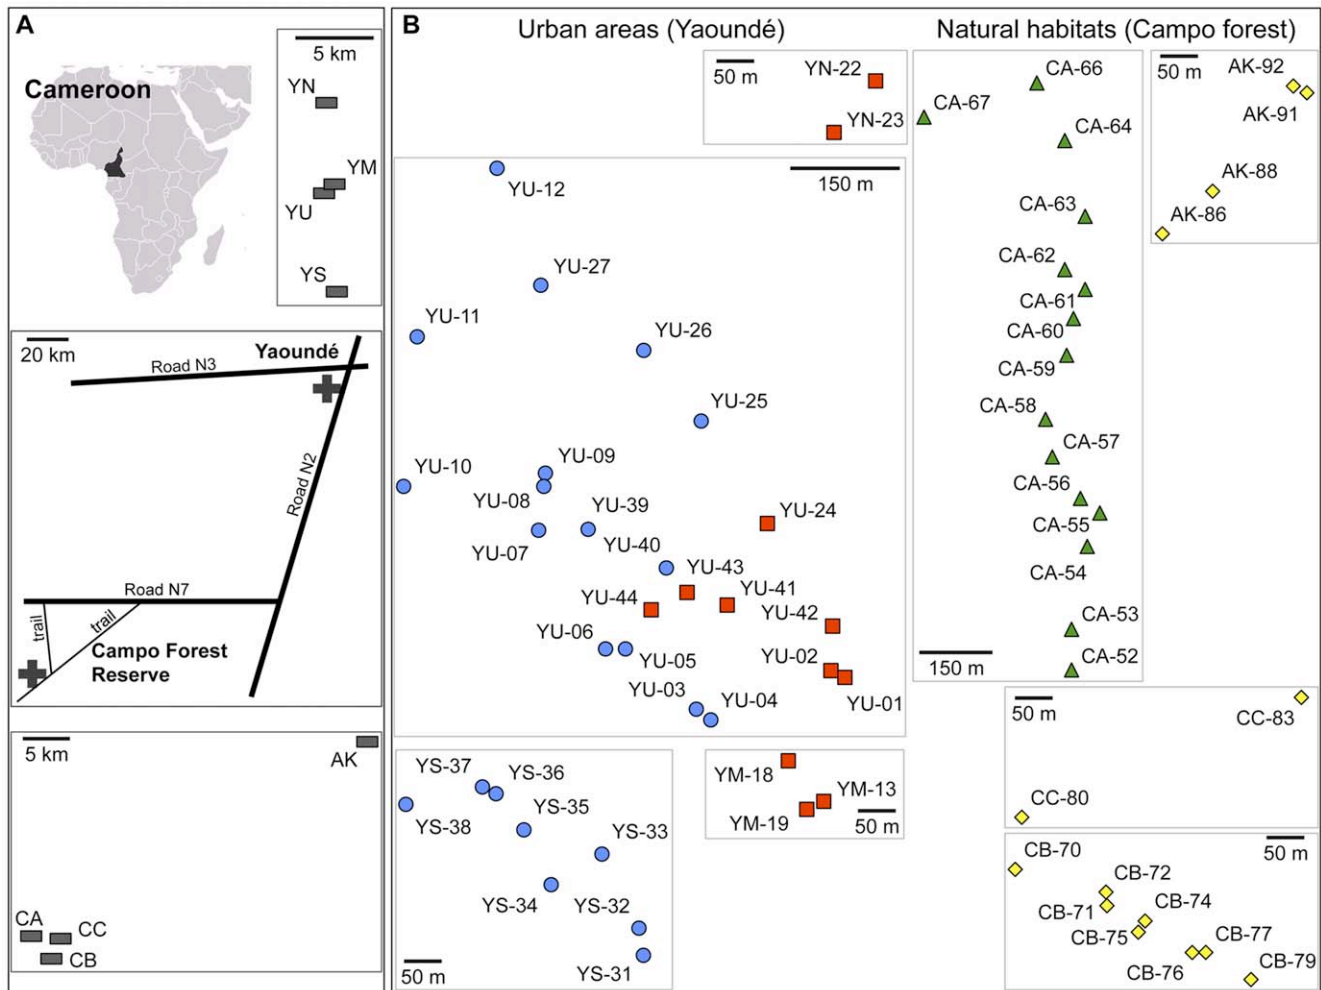 A
5 km
Cameroon
YN
YM
YU
YS
20 km
Yaoundé
Road N3
Road N2
Road N7
trail
trail
Campo Forest
Reserve
5 km
AK
CA
CC
CB
B
Urban areas (Yaoundé)
Natural habitats (Campo forest)
50 m
YN-22
YN-23
150 m
YU-12
YU-27
YU-11
YU-26
YU-25
YU-09
YU-10
YU-08
YU-39
YU-24
YU-07
YU-40
YU-43
YU-44
YU-41
YU-42
YU-06
YU-05
YU-02
YU-03
YU-04
YU-01
YS-37
YS-36
YS-35
YS-38
YS-33
YS-34
YS-32
YS-31
50 m
YM-18
YM-13
YM-19
50 m
CA-66
CA-67
CA-64
CA-63
CA-62
CA-61
CA-60
CA-59
CA-58
CA-57
CA-56
CA-55
CA-54
CA-53
CA-52
150 m
50 m
AK-92
AK-91
AK-88
AK-86
50 m
CC-83
CC-80
50 m
CB-70
CB-72
CB-71
CB-74
CB-75
CB-77
CB-76
CB-79